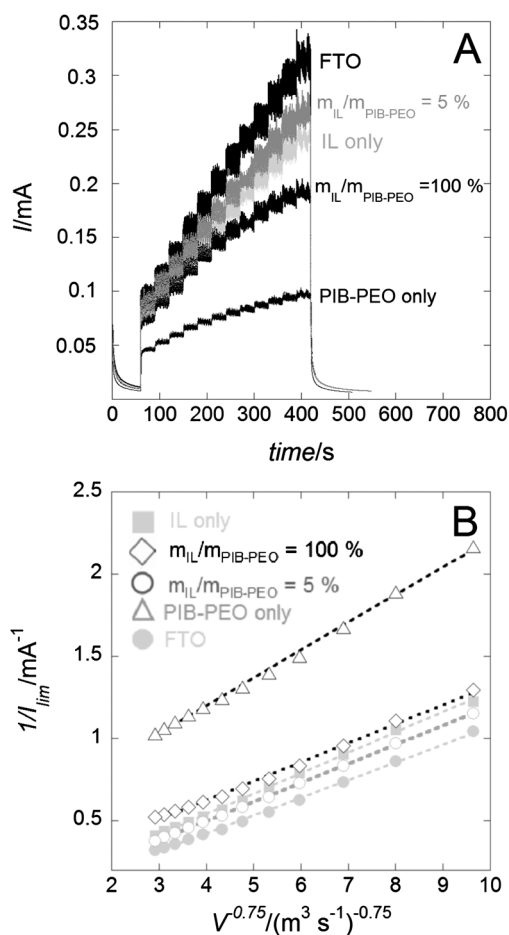 A
0.35
0.3
0.25
0.2
0.15
0.1
0.05
I/mA
FTO
m_IL/m_PIB-PEO = 5 %
IL only
m_IL/m_PIB-PEO =100 %
PIB-PEO only
0 100 200 300 400 500 600 700 800
time/s
B
IL only
m_IL/m_PIB-PEO = 100 %
m_IL/m_PIB-PEO = 5 %
PIB-PEO only
FTO
2.5
2
1.5
1
0.5
1/I_lim/mA^-1
2 3 4 5 6 7 8 9 10
V^-0.75/(m^3 s^-1)^-0.75